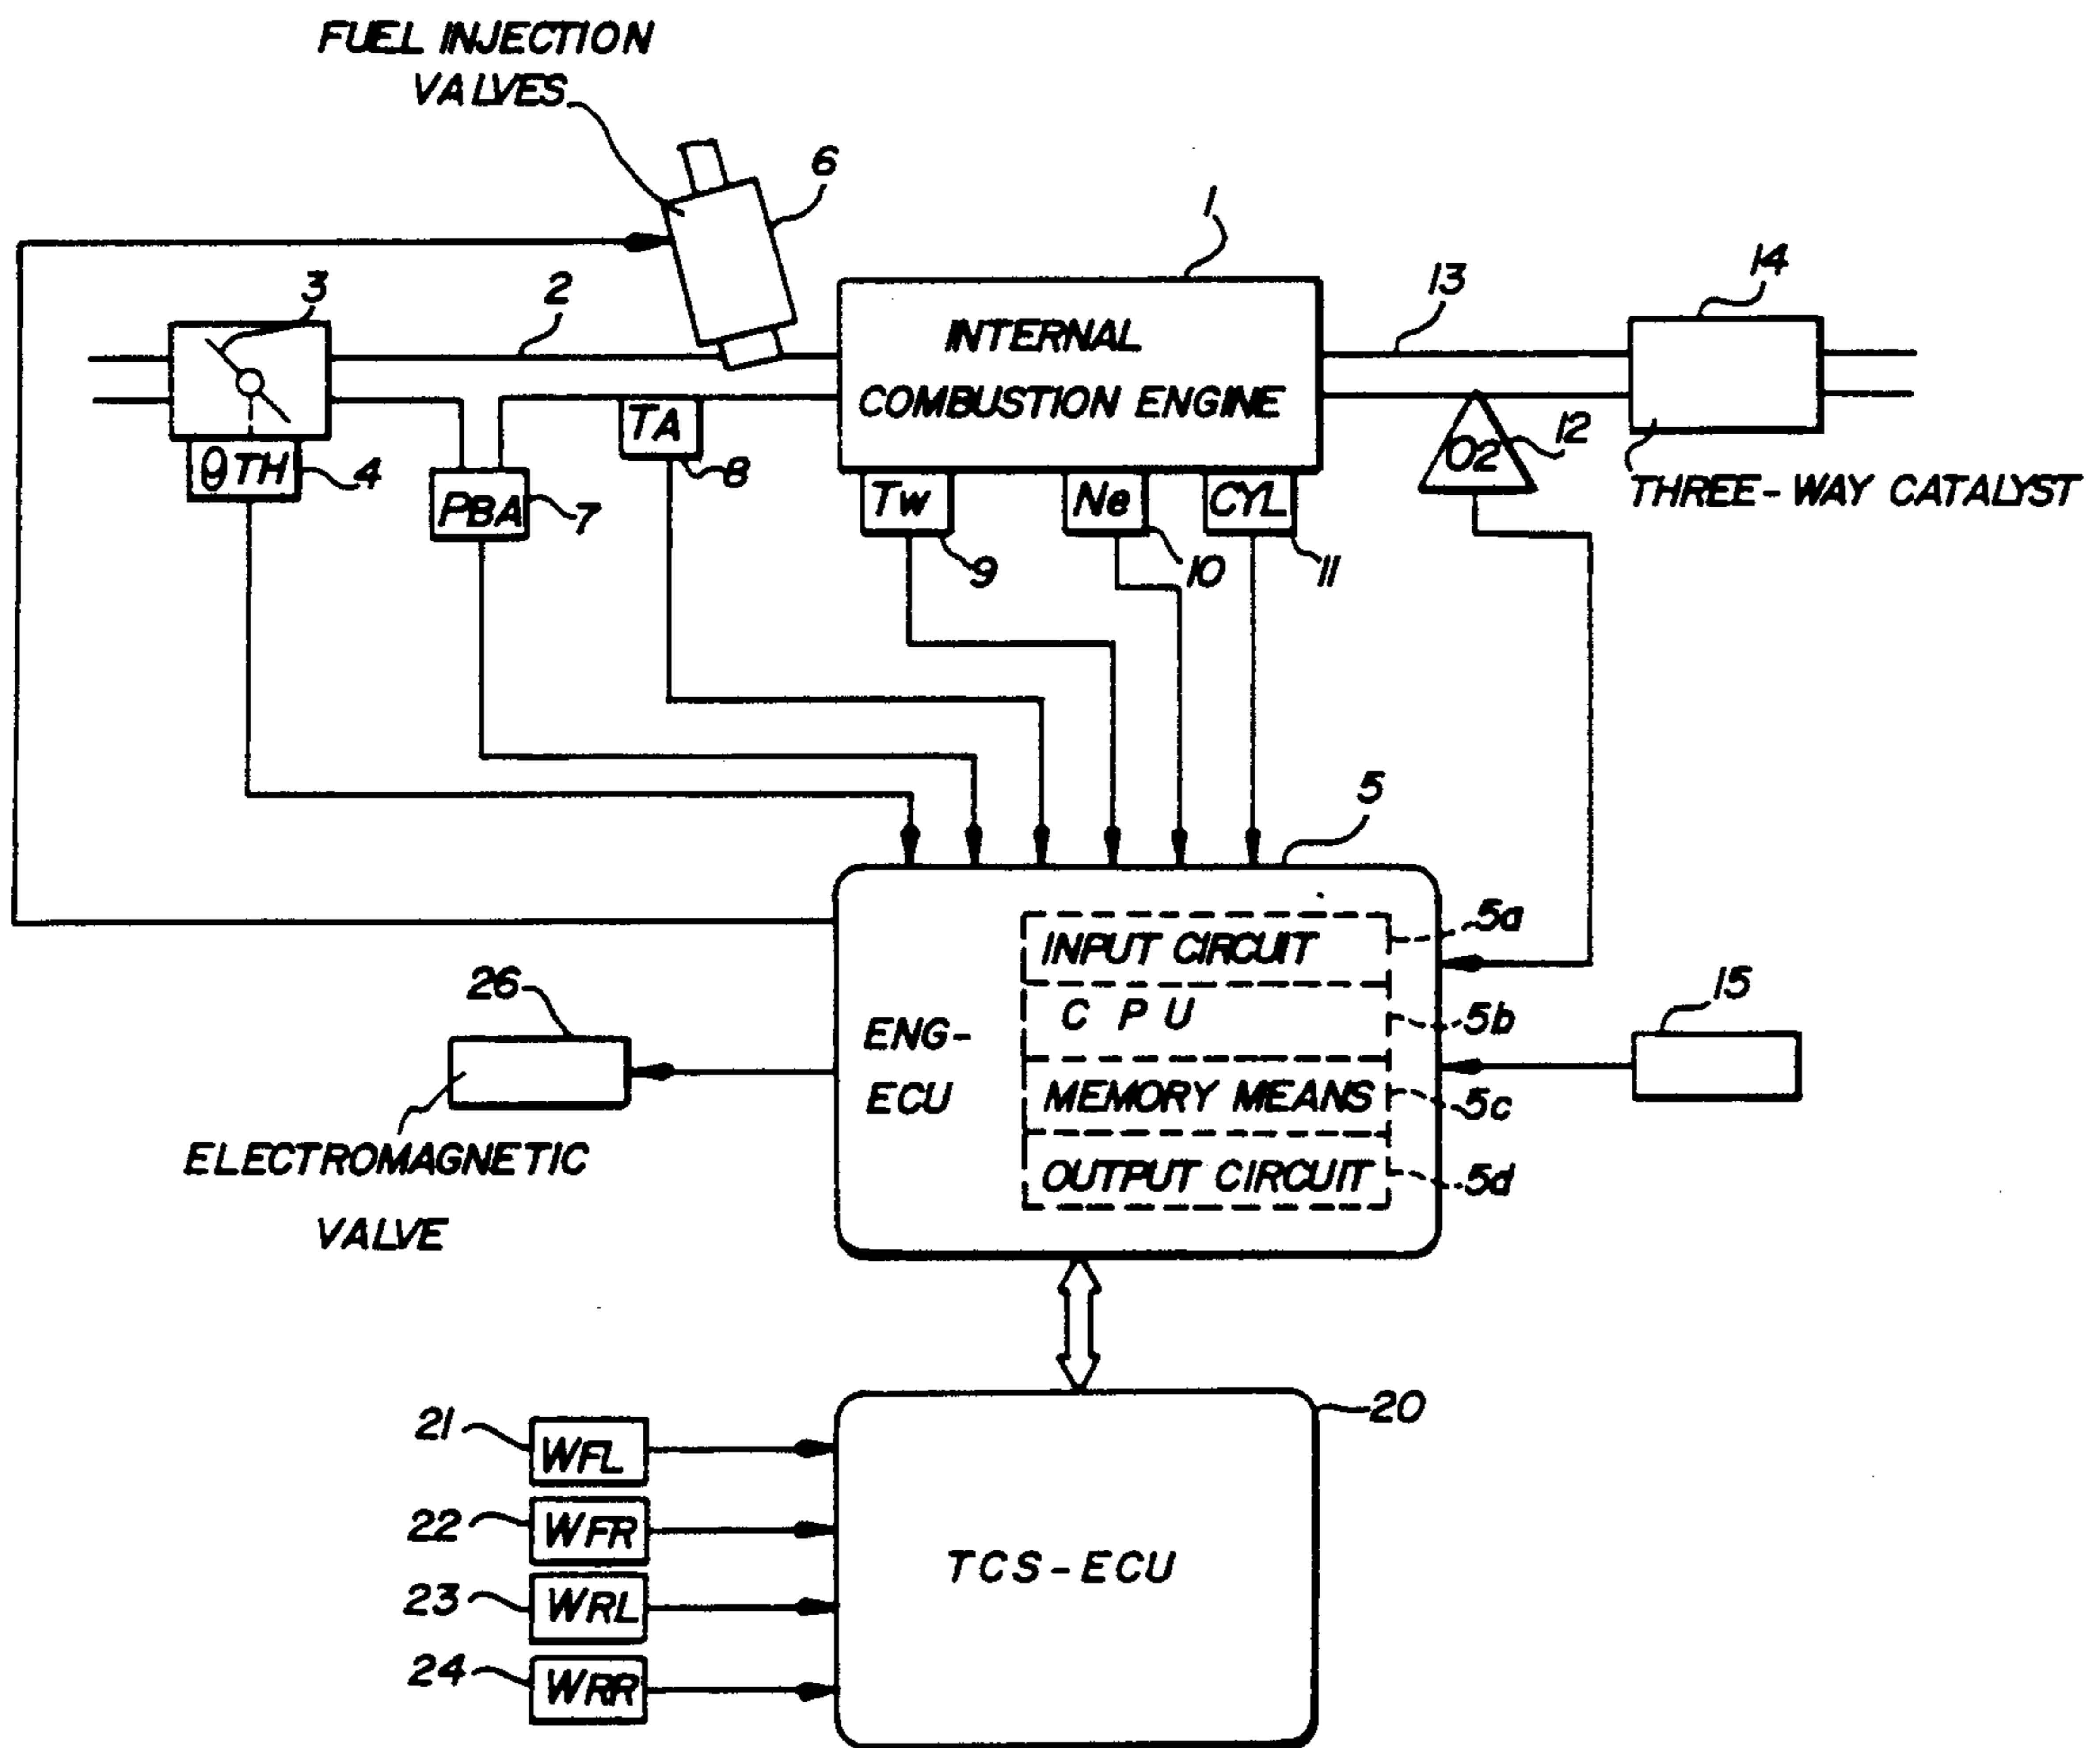 FUEL INJECTION
VALVES
6
1
14
13
3
2
INTERNAL
COMBUSTION ENGINE
TA
8
12
O2
θTH
4
THREE-WAY CATALYST
PBA
7
Tw
Ne
CYL
9
10
11
5
5a
INPUT CIRCUIT
26
15
CPU
5b
ENG-
ECU
MEMORY MEANS
5c
ELECTROMAGNETIC
VALVE
OUTPUT CIRCUIT
5d
20
21
WFL
22
WFR
TCS-ECU
23
WRL
24
WRR